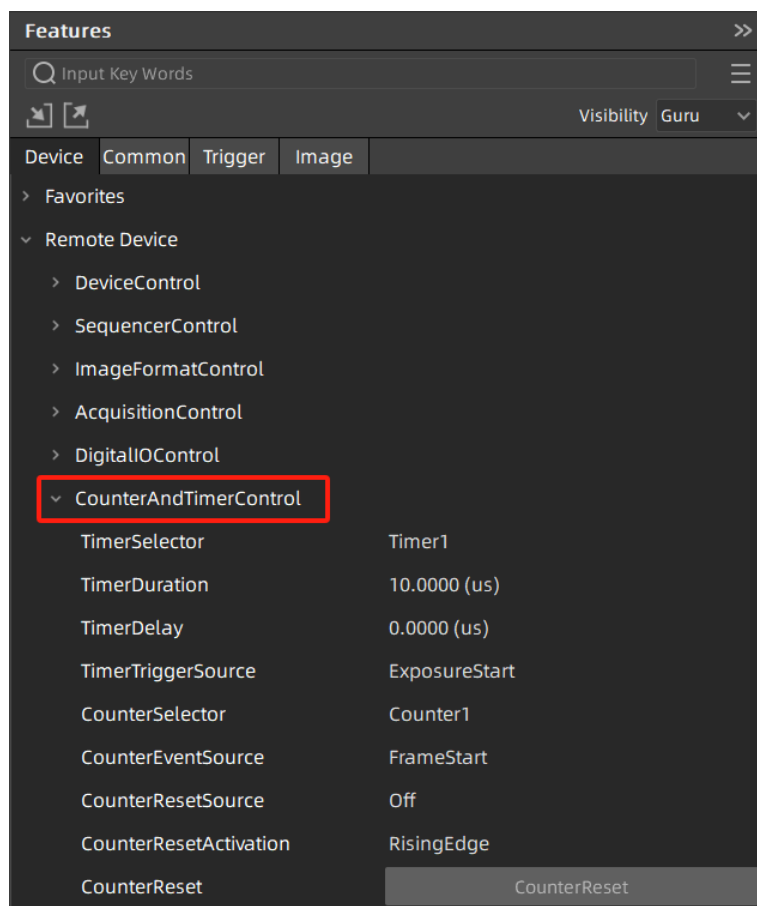 Features
Input Key Words
Visibility Guru
Device Common Trigger Image
Favorites
Remote Device
DeviceControl
SequencerControl
ImageFormatControl
AcquisitionControl
DigitalIOControl
CounterAndTimerControl
TimerSelector Timer1
TimerDuration 10.0000 (us)
TimerDelay 0.0000 (us)
TimerTriggerSource ExposureStart
CounterSelector Counter1
CounterEventSource FrameStart
CounterResetSource Off
CounterResetActivation RisingEdge
CounterReset CounterReset